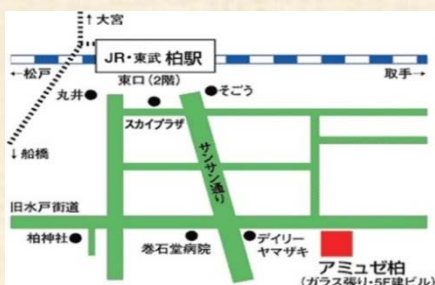 ↑大宮
JR・東武 柏駅
←松戸
取手→
東口(2階)
丸井
そごう
スカイプラザ
↓船橋
サンサン通り
旧水戸街道
柏神社
巻石堂病院
デイリー
ヤマザキ
アミュゼ柏
(ガラス張り・5F建ビル)